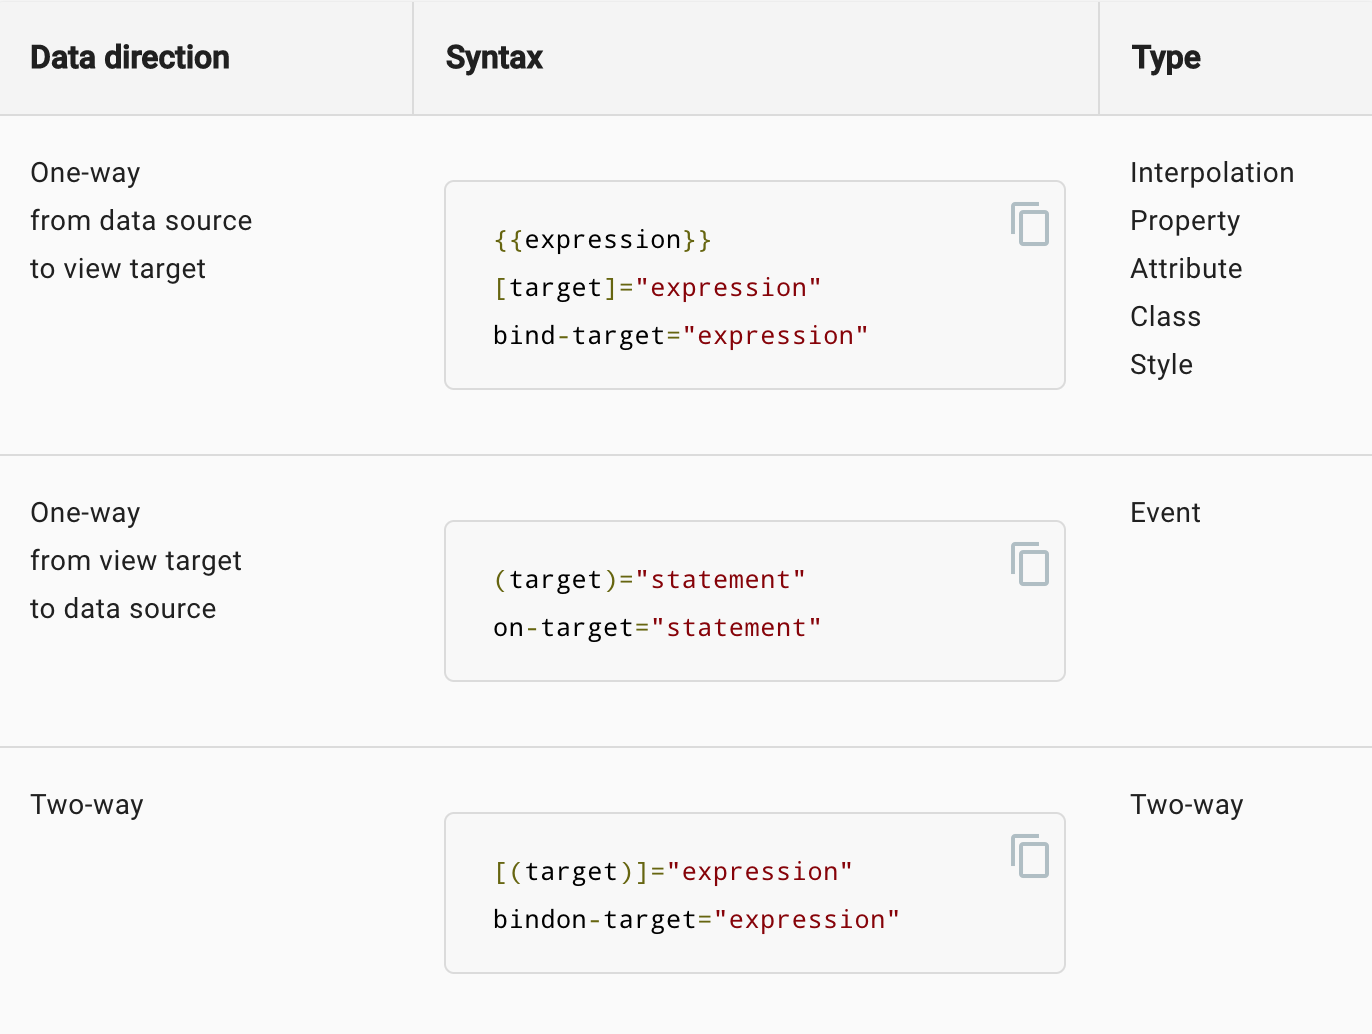 Data direction Syntax Type
One-way
from data source
to view target
{{expression}}
[target]="expression"
bind-target="expression"
Interpolation
Property
Attribute
Class
Style
One-way
from view target
to data source
(target)="statement"
on-target="statement"
Event
Two-way
[(target)]="expression"
bindon-target="expression"
Two-way